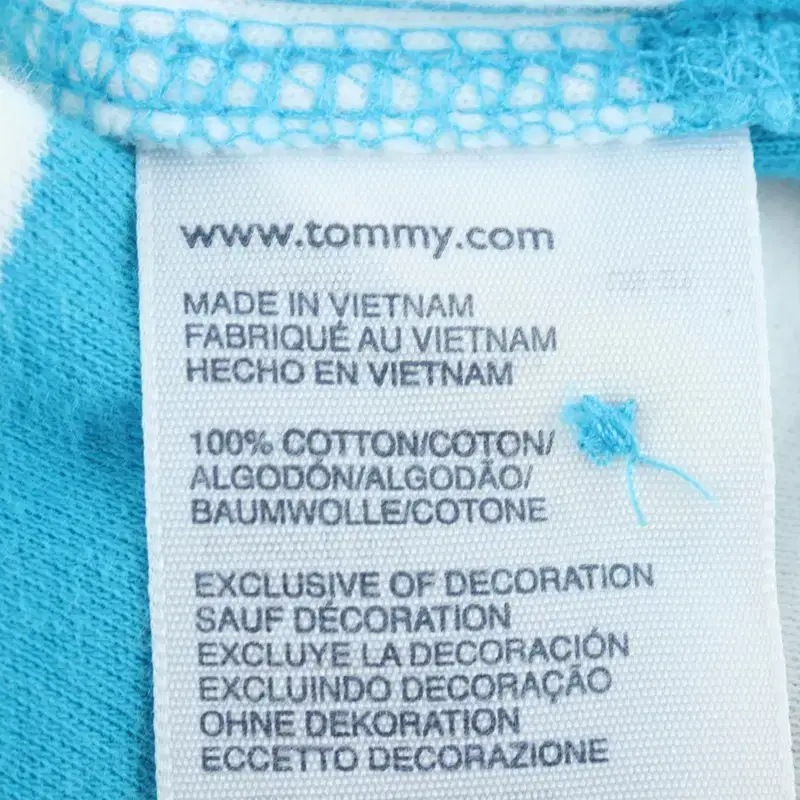 www.tommy.com
MADE IN VIETNAM
FABRIQUÉ AU VIETNAM
HECHO EN VIETNAM
100% COTTON/COTON/
ALGODÓN/ALGODÃO/
BAUMWOLLE/COTONE
EXCLUSIVE OF DECORATION
SAUF DÉCORATION
EXCLUYE LA DECORACIÓN
EXCLUINDO DECORAÇÃO
OHNE DEKORATION
ECCETTO DECORAZIONE